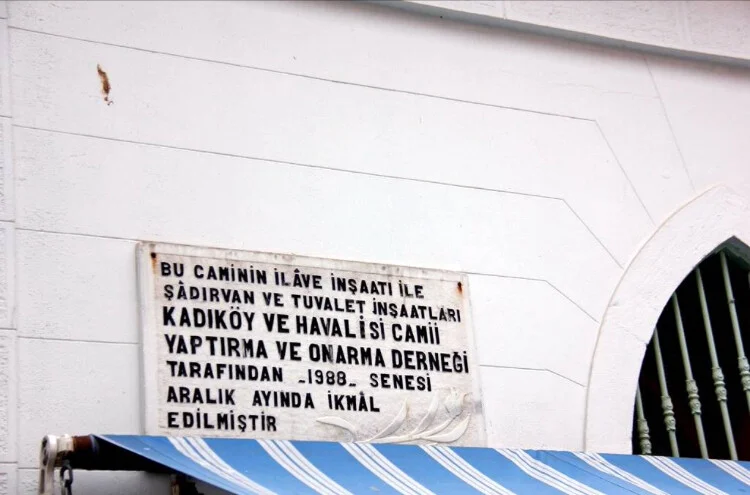 BU CAMİNİN İLÂVE İNŞAATI İLE
ŞÂDIRVAN VE TUVALET İNŞAATLARI
KADIKÖY VE HAVALİSİ CAMİİ
YAPTIRMA VE ONARMA DERNEĞİ
TARAFINDAN -1988- SENESİ
ARALIK AYINDA İKMÂL
EDİLMİŞTİR